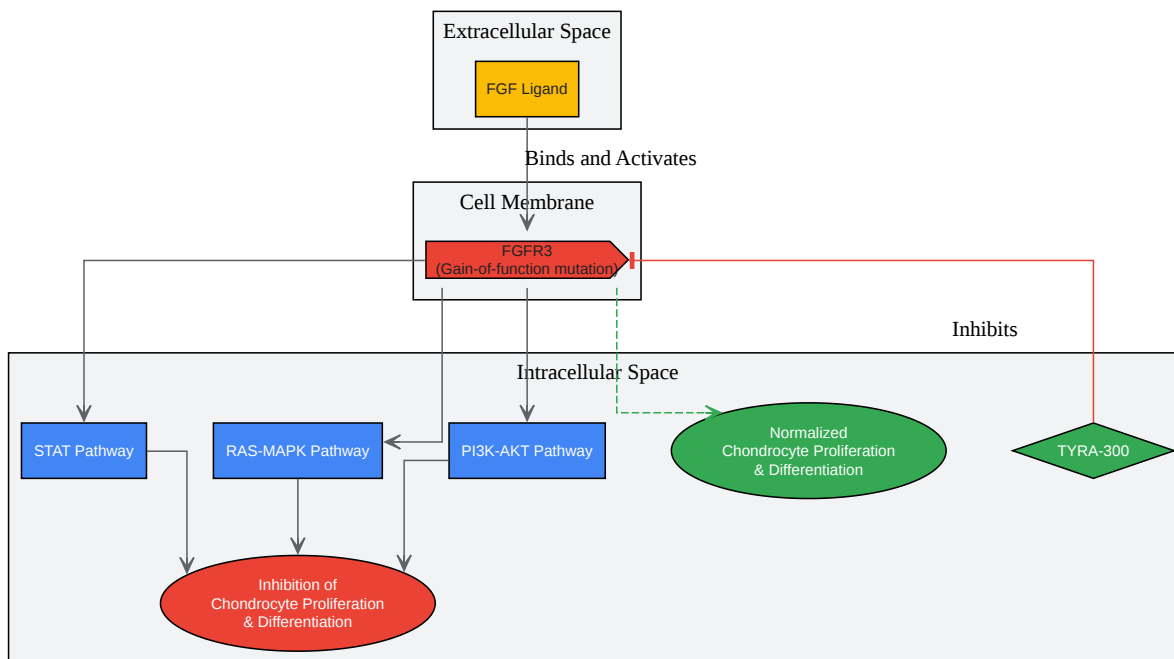 Extracellular Space
FGF Ligand
Binds and Activates
Cell Membrane
FGFR3
(Gain-of-function mutation)
Inhibits
Intracellular Space
STAT Pathway
RAS-MAPK Pathway
PI3K-AKT Pathway
Normalized
Chondrocyte Proliferation
& Differentiation
TYRA-300
Inhibition of
Chondrocyte Proliferation
& Differentiation